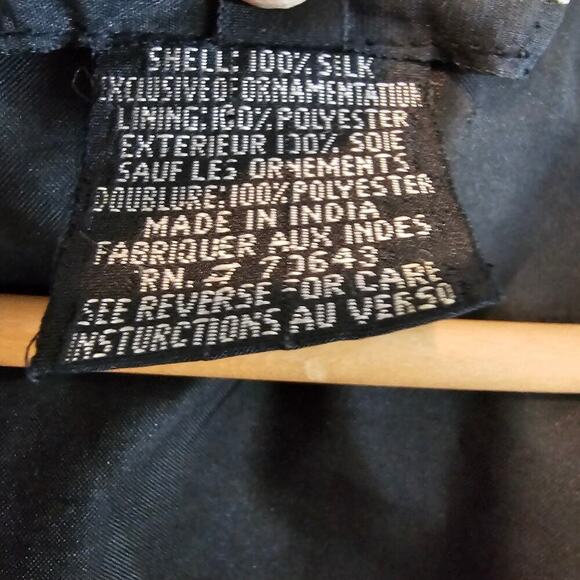 SHELL: 100% SILK
EXCLUSIVE OF ORNAMENTATION
LINING: 100% POLYESTER
EXTERIEUR 100% SOIE
SAUF LES ORNEMENTS
DOUBLURE: 100% POLYESTER
MADE IN INDIA
FABRIQUER AUX INDES
RN.
SEE REVERSE FOR CARE
INSTURCTIONS AU VERSO